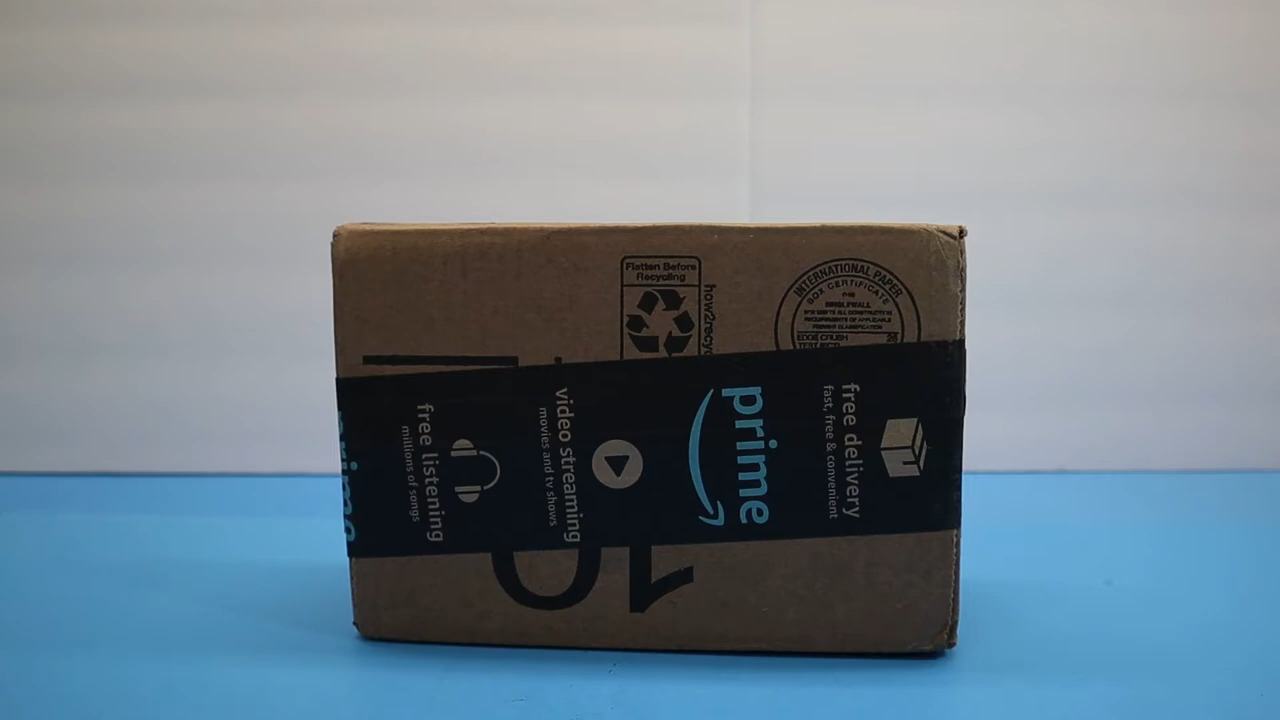 Flatten Before
Recycling
how2recyc
INTERNATIONAL PAPER
BOX CERTIFICATE
SINGLEWALL
EDGE CRUSH
free delivery
fast, free & convenient
prime
video streaming
movies and tv shows
free listening
millions of songs